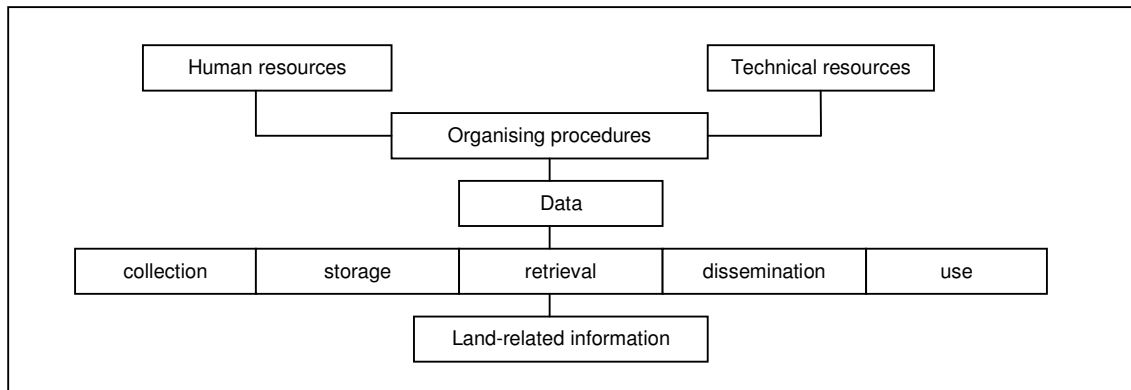 Human resources
Technical resources
Organising procedures
Data
collection
storage
retrieval
dissemination
use
Land-related information